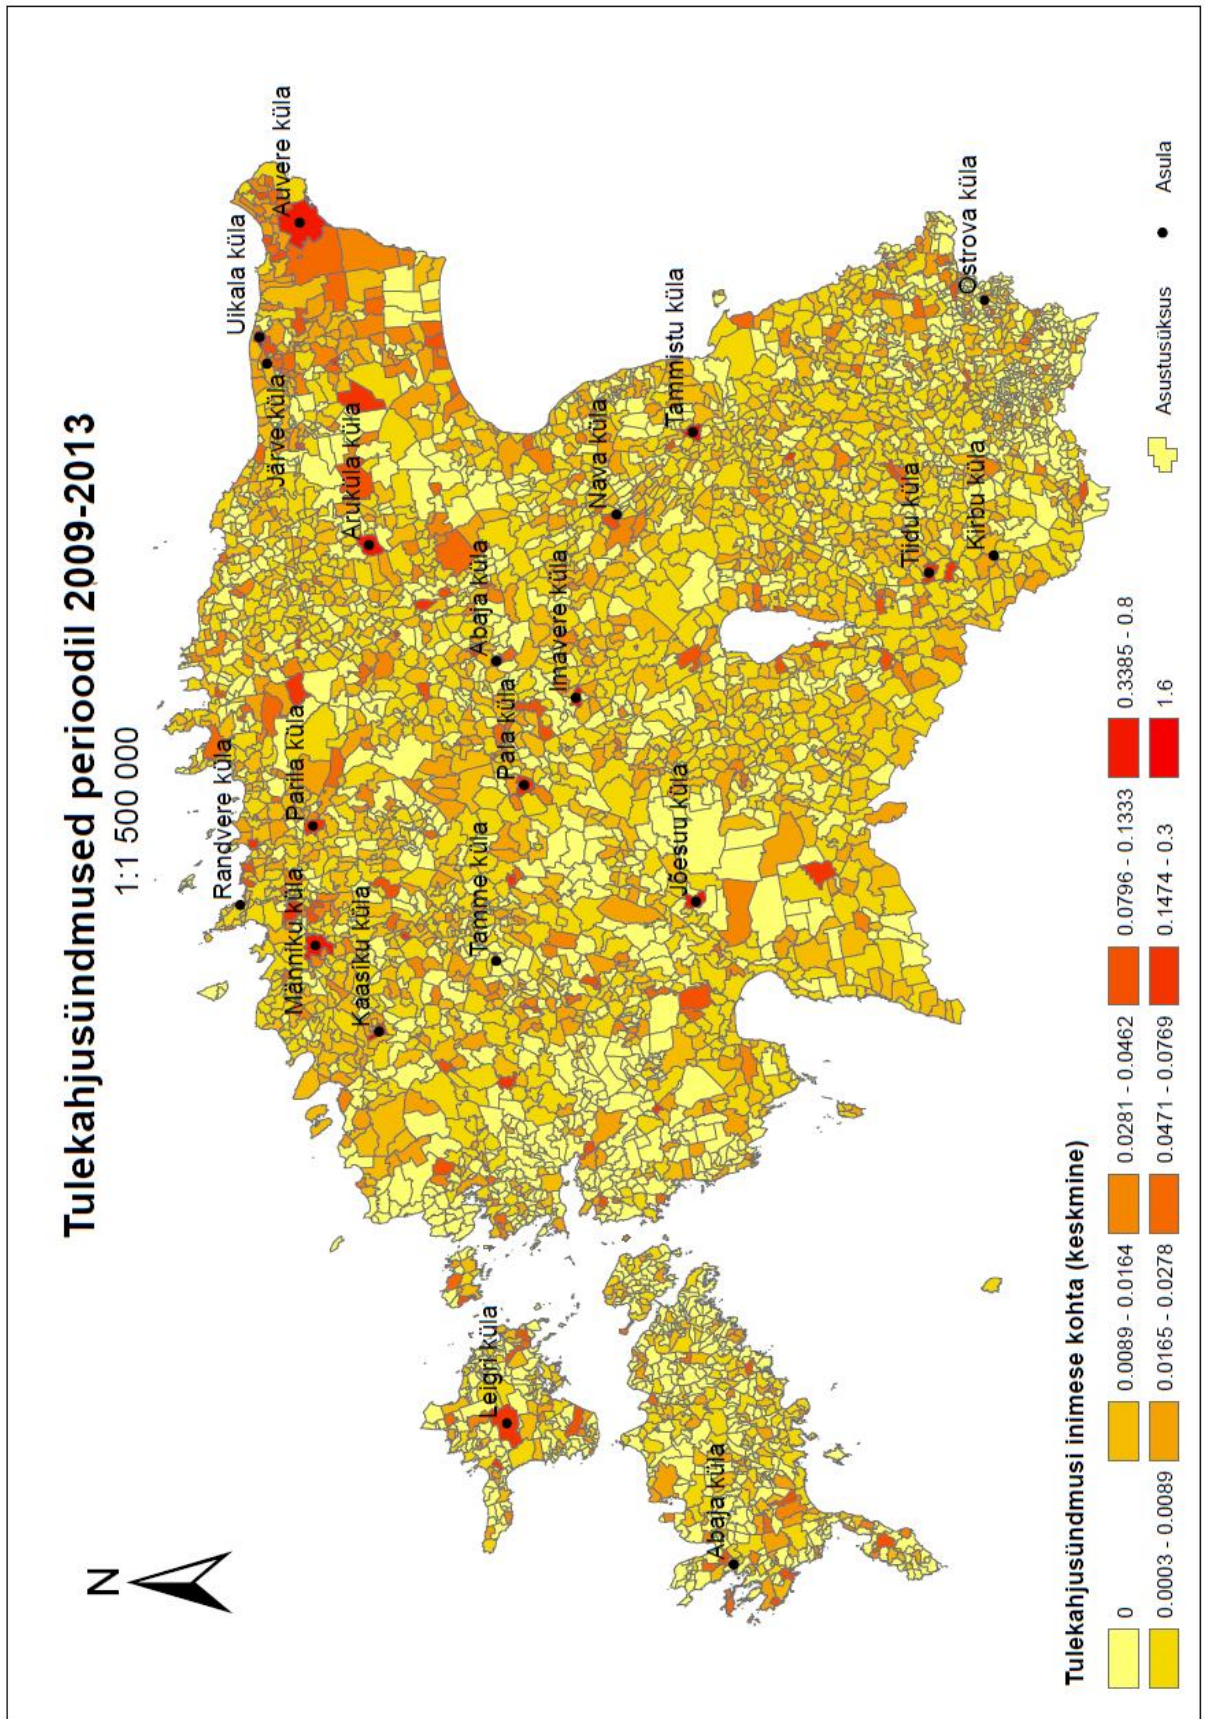 Tulekahjusündmused perioodil 2009-2013
1:1 500 000
N
Uikala küla
Auvere küla
Järve küla
Randvere küla
Männiku küla
Parila küla
Aruküla küla
Kaasiku küla
Leigri küla
Tamme küla
Pala küla
Abaja küla
Imavere küla
Nava küla
Tammistu küla
Jõesuu küla
Abaja küla
Tiidu küla
Kirbu küla
Ostrova küla
Tulekahjusündmusi inimese kohta (keskmine)
0
0.0089 - 0.0164
0.0281 - 0.0462
0.0796 - 0.1333
0.3385 - 0.8
0.0003 - 0.0089
0.0165 - 0.0278
0.0471 - 0.0769
0.1474 - 0.3
1.6
Asustusüksus
Asula